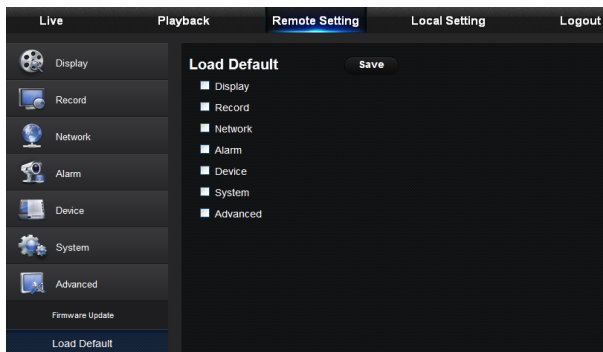 Live Playback Remote Setting Local Setting Logout
Display
Record
Network
Alarm
Device
System
Advanced
Firmware Update
Load Default
Load Default Save
Display
Record
Network
Alarm
Device
System
Advanced